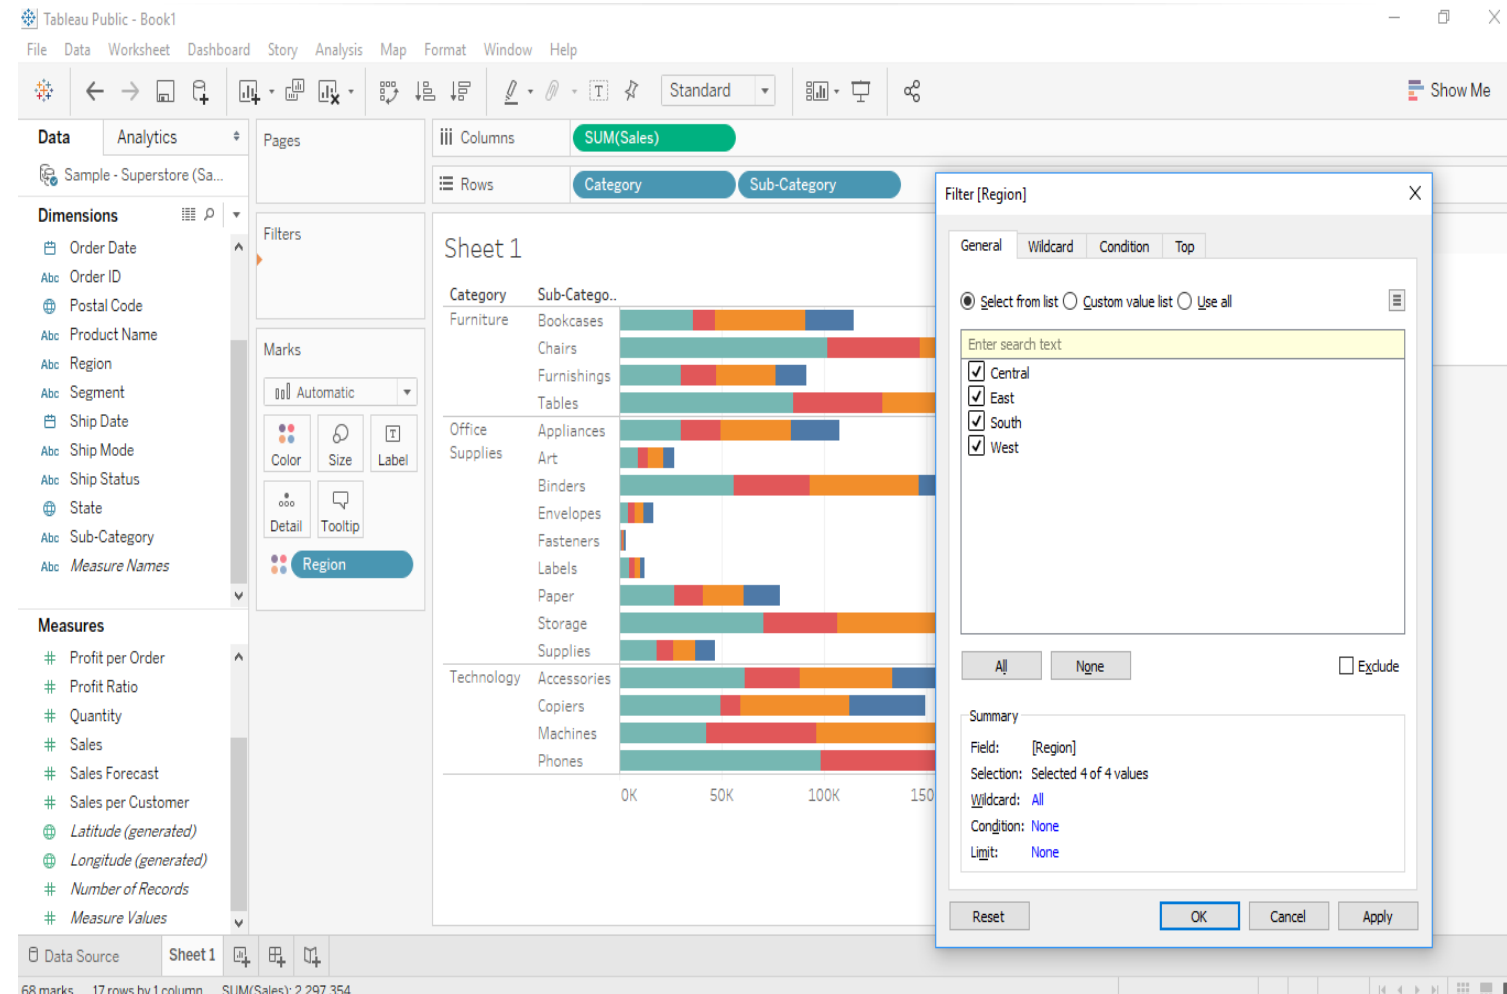 Tableau Public - Book1
File Data Worksheet Dashboard Story Analysis Map Format Window Help
Standard
Show Me
Data Analytics
Sample - Superstore (Sa...
Dimensions
Order Date
Abc Order ID
Postal Code
Abc Product Name
Abc Region
Abc Segment
Ship Date
Abc Ship Mode
Abc Ship Status
State
Abc Sub-Category
Abc Measure Names
Measures
# Profit per Order
# Profit Ratio
# Quantity
# Sales
# Sales Forecast
# Sales per Customer
Latitude (generated)
Longitude (generated)
# Number of Records
# Measure Values
Pages
Filters
Marks
Automatic
Color Size T Label
Detail Tooltip
Region
Columns SUM(Sales)
Rows Category Sub-Category
Sheet 1
Category Sub-Catego..
Furniture Bookcases
Chairs
Furnishings
Tables
Office Supplies Appliances
Art
Binders
Envelopes
Fasteners
Labels
Paper
Storage
Supplies
Technology Accessories
Copiers
Machines
Phones
0K 50K 100K 150
Filter [Region] X
General Wildcard Condition Top
Select from list Custom value list Use all
Enter search text
Central
East
South
West
All None Exclude
Summary
Field: [Region]
Selection: Selected 4 of 4 values
Wildcard: All
Condition: None
Limit: None
Reset OK Cancel Apply
Data Source Sheet 1
68 marks 17 rows by 1 column SUM(Sales): 2,297,354